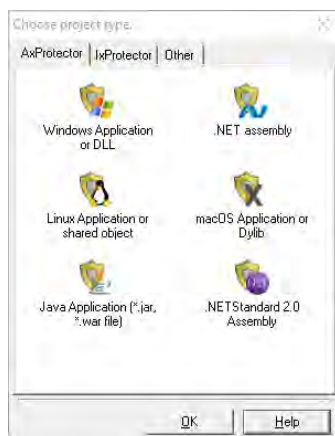 Choose project type...
AxProtector IxProtector Other
Windows Application
or DLL
.NET assembly
Linux Application or
shared object
macOS Application or
Dylib
Java Application (*.jar,
*.war file)
.NETStandard 2.0
Assembly
OK Help